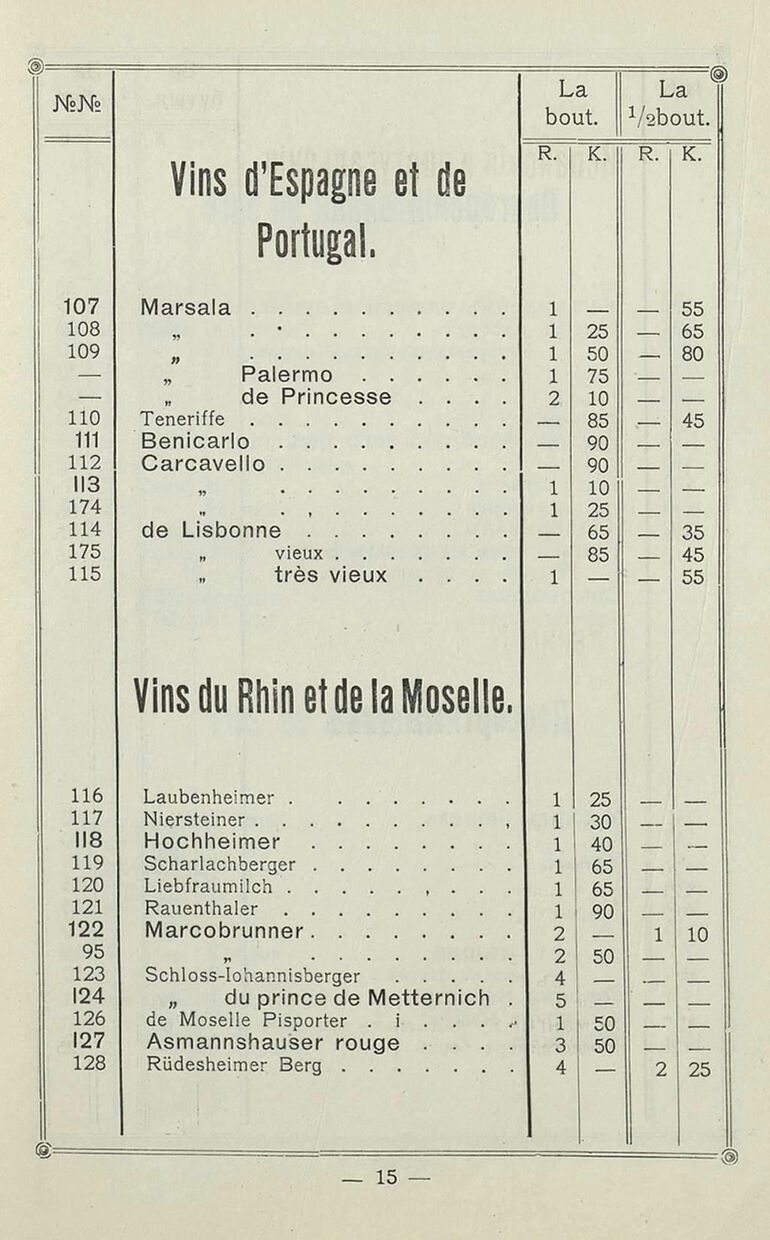 №№ La bout. La 1/2bout.
R. K. R. K.
Vins d'Espagne et de
Portugal.
107 Marsala . . . . . . . . . . 1 — — 55
108 „ . . . . . . . . . . 1 25 — 65
109 „ . . . . . . . . . . 1 50 — 80
— „ Palermo . . . . . . 1 75 — —
— „ de Princesse . . . . 2 10 — —
110 Teneriffe . . . . . . . . . . — 85 — 45
111 Benicarlo . . . . . . . . . — 90 — —
112 Carcavello . . . . . . . . . — 90 — —
113 „ . . . . . . . . . 1 10 — —
174 „ . , . . . . . . . 1 25 — —
114 de Lisbonne . . . . . . . . — 65 — 35
175 „ vieux . . . . . . . — 85 — 45
115 „ très vieux . . . . 1 — — 55
Vins du Rhin et de la Moselle.
116 Laubenheimer . . . . . . . . 1 25 — —
117 Niersteiner . . . . . . . . . , 1 30 — —
118 Hochheimer . . . . . . . . 1 40 — —
119 Scharlachberger . . . . . . . . 1 65 — —
120 Liebfraumilch . . . . . , . . . 1 65 — —
121 Rauenthaler . . . . . . . . . 1 90 — —
122 Marcobrunner . . . . . . . . 2 — 1 10
95 „ . . . . . . . . 2 50 — —
123 Schloss-Iohannisberger . . . . . 4 — — —
124 „ du prince de Metternich . 5 — — —
126 de Moselle Pisporter . i . . . . 1 50 — —
127 Asmannshauser rouge . . . . 3 50 — —
128 Rüdesheimer Berg . . . . . . . 4 — 2 25
— 15 —